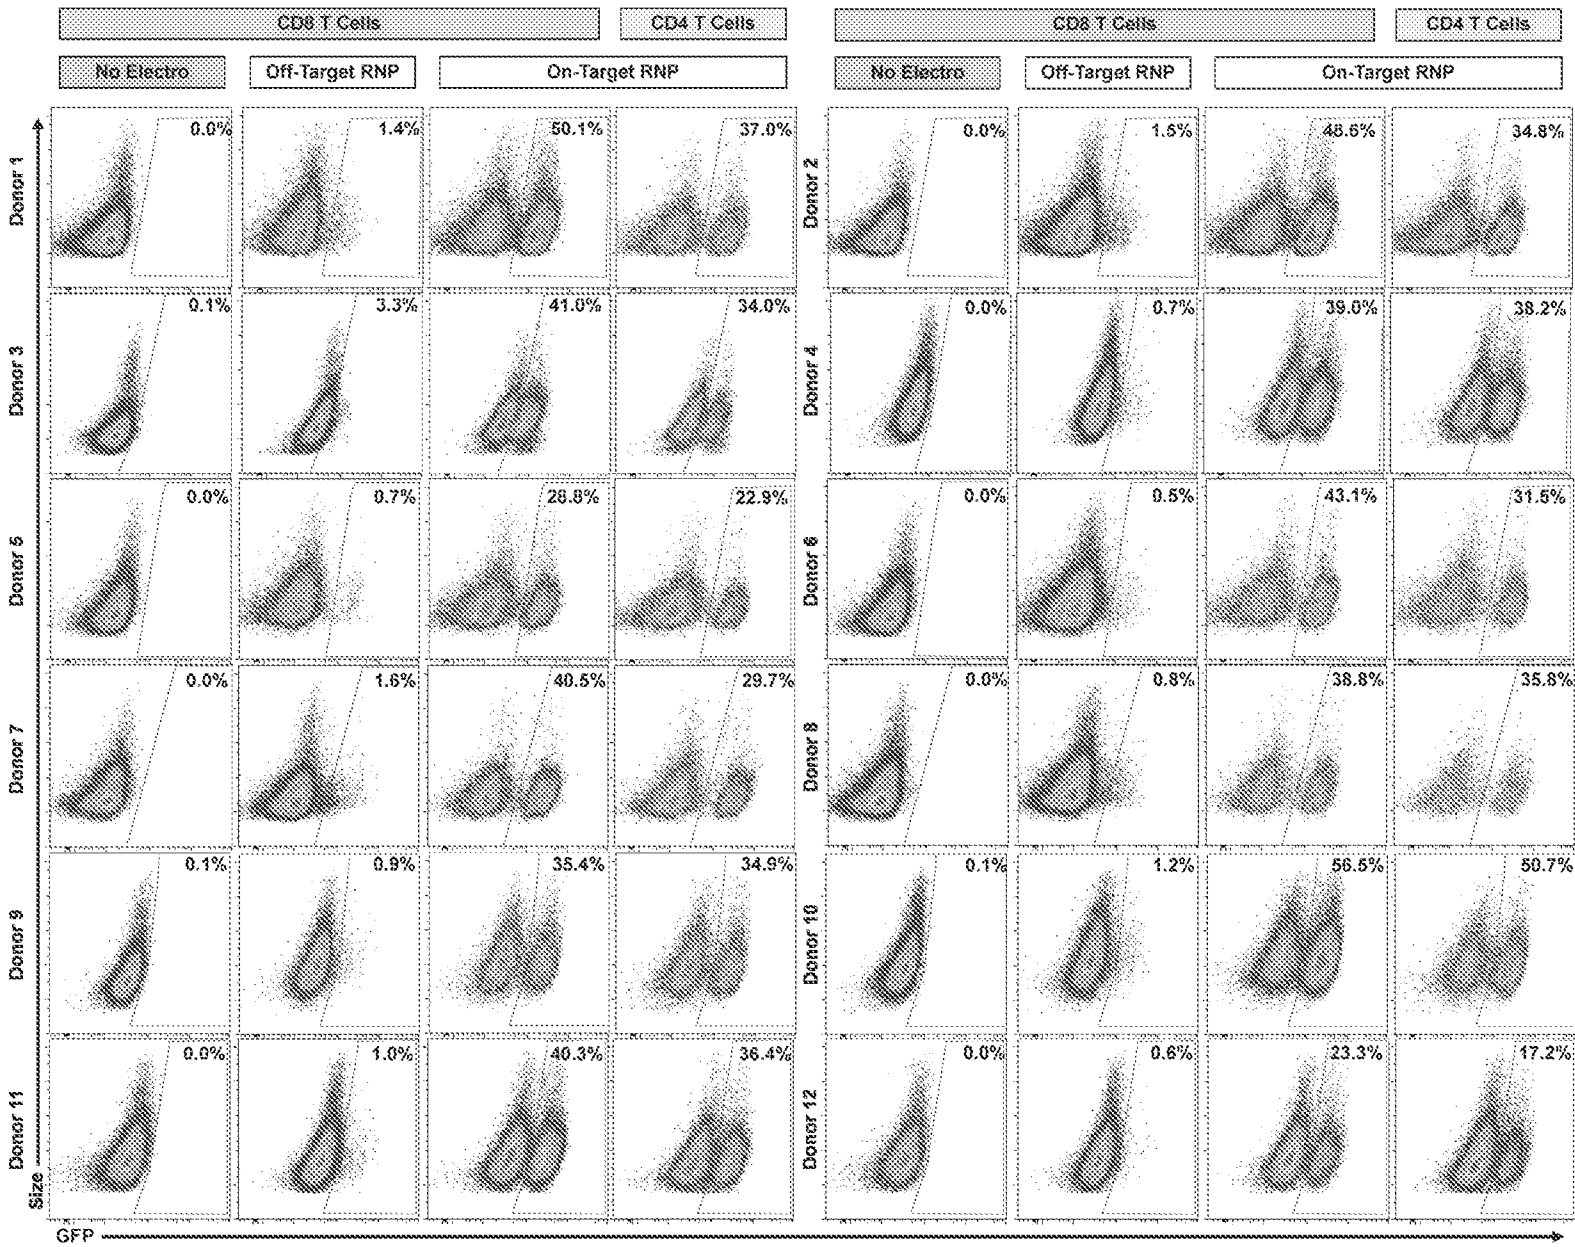 CD8 T Cells CD4 T Cells CD8 T Cells CD4 T Cells
No Electro Off-Target RNP On-Target RNP No Electro Off-Target RNP On-Target RNP
Donor 1 0.0% 1.4% 50.1% 37.0% Donor 2 0.0% 1.5% 48.6% 34.8%
Donor 3 0.1% 3.3% 41.0% 34.0% Donor 4 0.0% 0.7% 39.0% 38.2%
Donor 5 0.0% 0.7% 28.8% 22.9% Donor 6 0.0% 0.5% 43.1% 31.5%
Donor 7 0.0% 1.6% 40.5% 29.7% Donor 8 0.0% 0.8% 38.8% 35.8%
Donor 9 0.1% 0.9% 35.4% 34.9% Donor 10 0.1% 1.2% 56.5% 50.7%
Donor 11 0.0% 1.0% 40.3% 36.4% Donor 12 0.0% 0.6% 23.3% 17.2%
Size
GFP